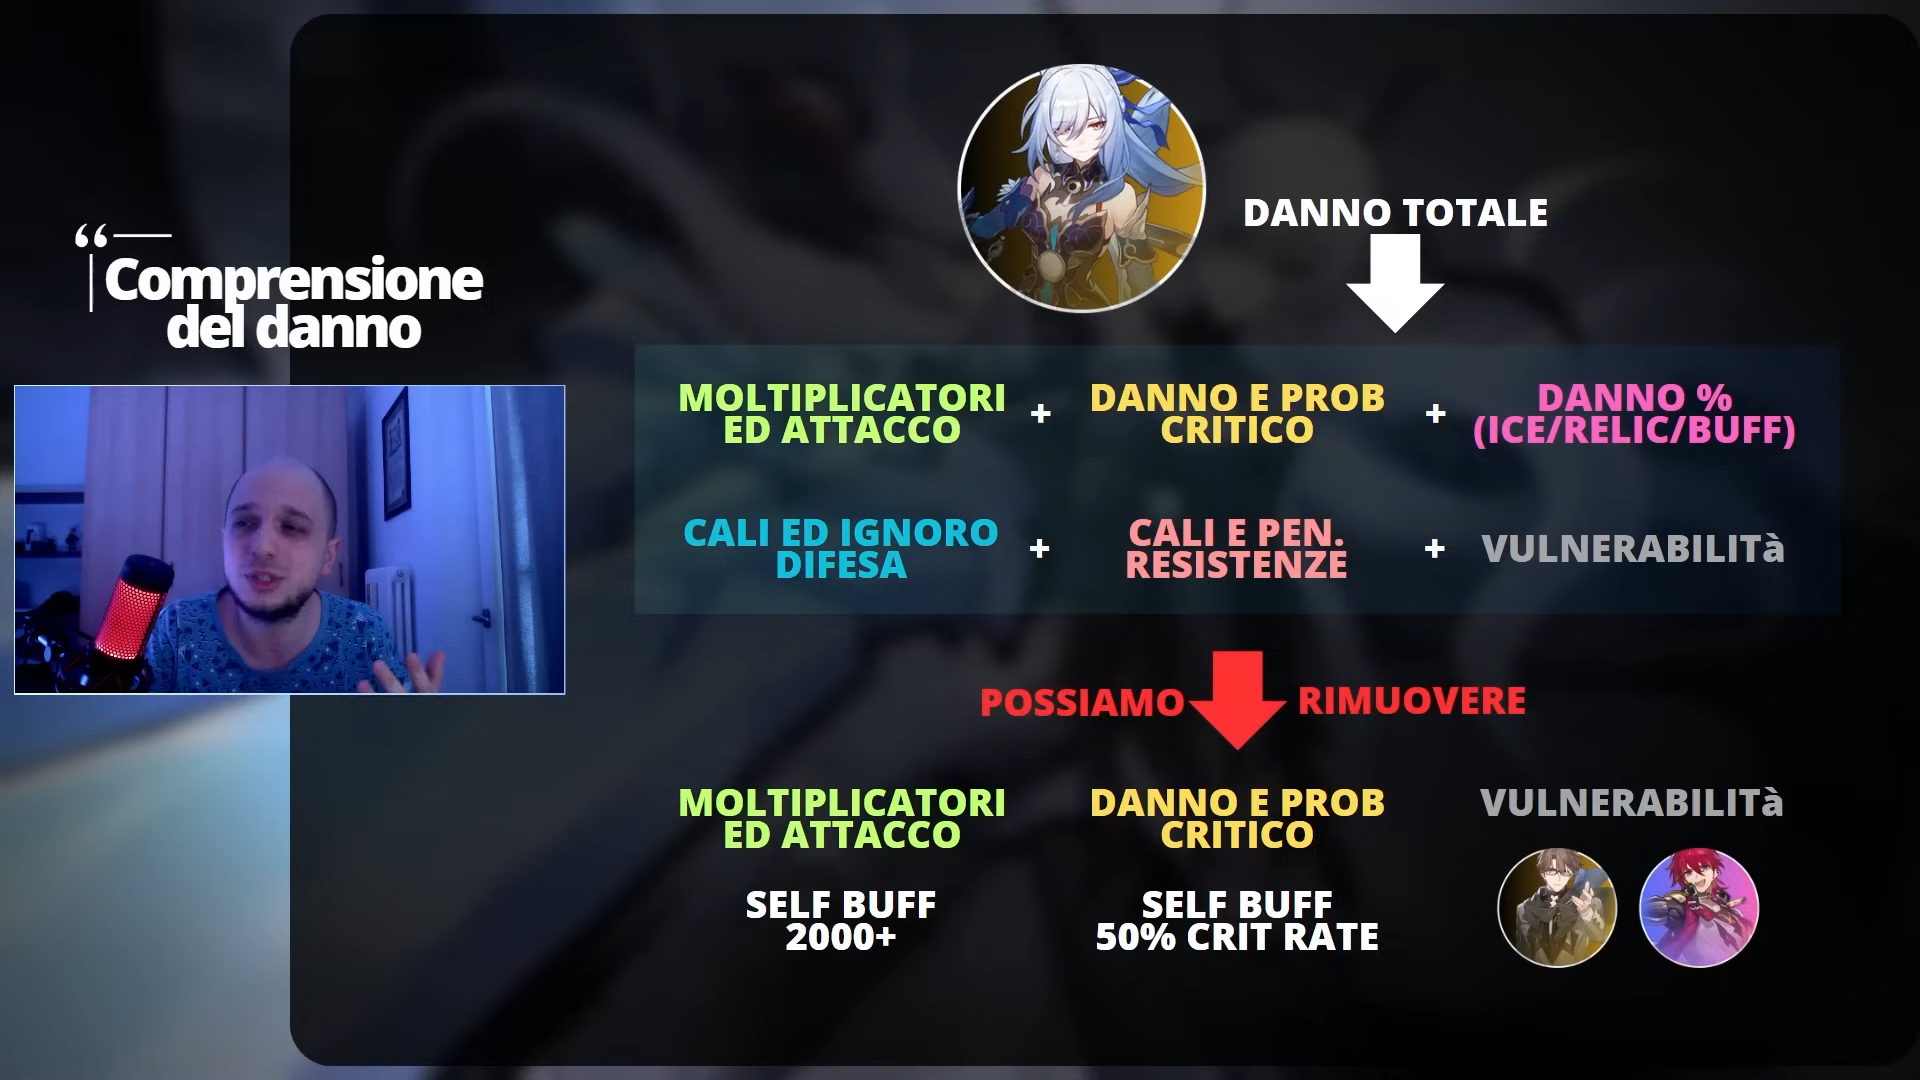 “
Comprensione
del danno
DANNO TOTALE
MOLTIPLICATORI
ED ATTACCO
+
DANNO E PROB
CRITICO
+
DANNO %
(ICE/RELIC/BUFF)
CALI ED IGNORO
DIFESA
+
CALI E PEN.
RESISTENZE
+
VULNERABILITà
POSSIAMO RIMUOVERE
MOLTIPLICATORI
ED ATTACCO
DANNO E PROB
CRITICO
VULNERABILITà
SELF BUFF
2000+
SELF BUFF
50% CRIT RATE